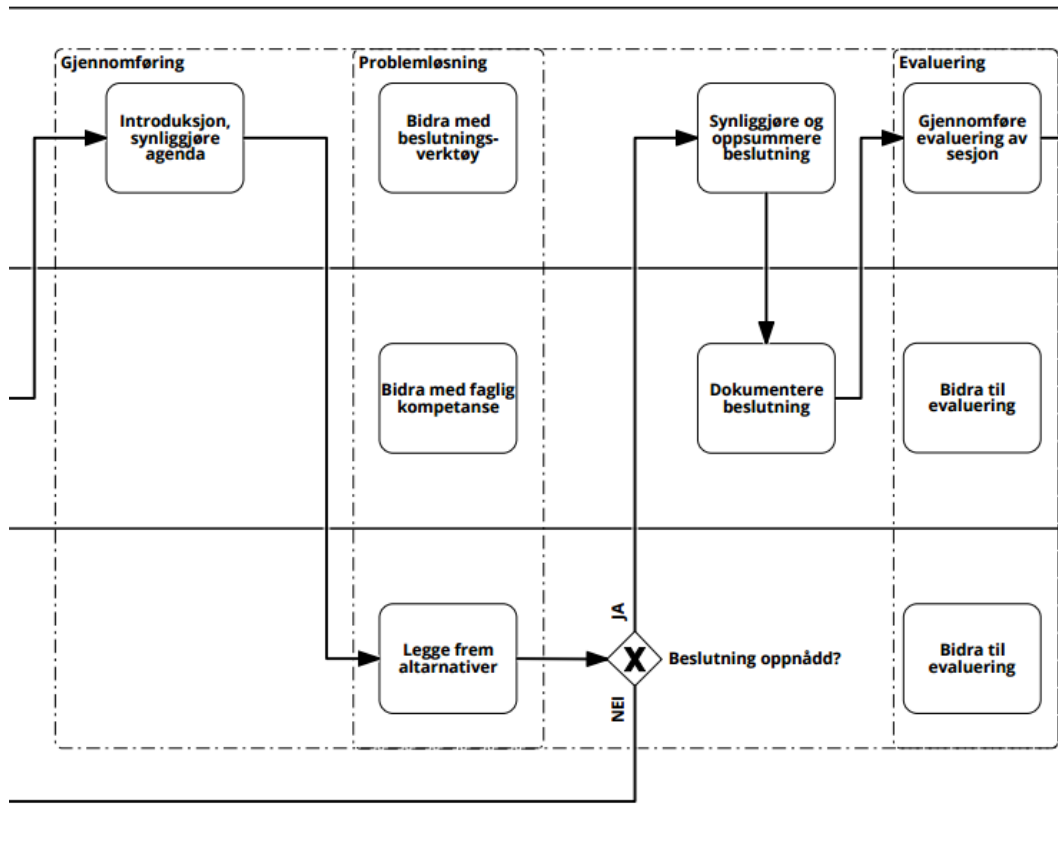 Gjennomføring
Introduksjon,
synliggjøre
agenda
Problemløsning
Bidra med
beslutnings-
verktøy
Synliggjøre og
oppsummere
beslutning
Evaluering
Gjennomføre
evaluering av
sesjon
Bidra med faglig
kompetanse
Dokumentere
beslutning
Bidra til
evaluering
Legge frem
altarnativer
JA
X
Beslutning oppnådd?
NEI
Bidra til
evaluering